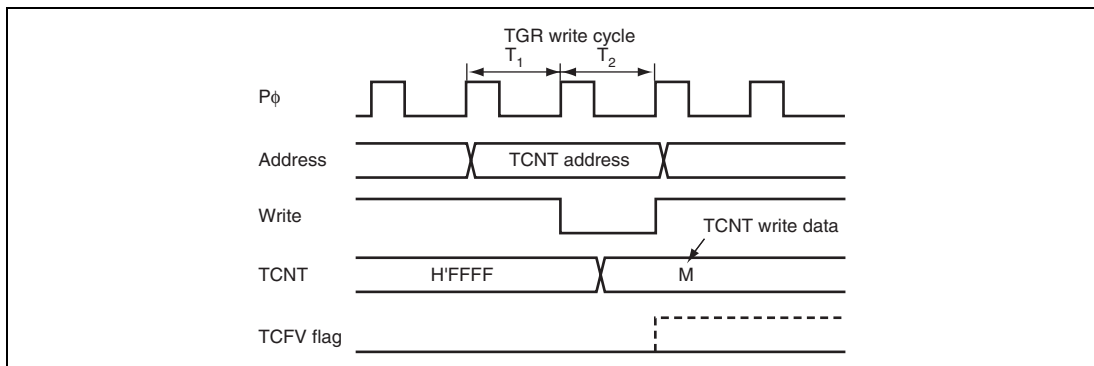 TGR write cycle
T1 T2
Pϕ
Address TCNT address
Write
TCNT write data
TCNT H'FFFF M
TCFV flag